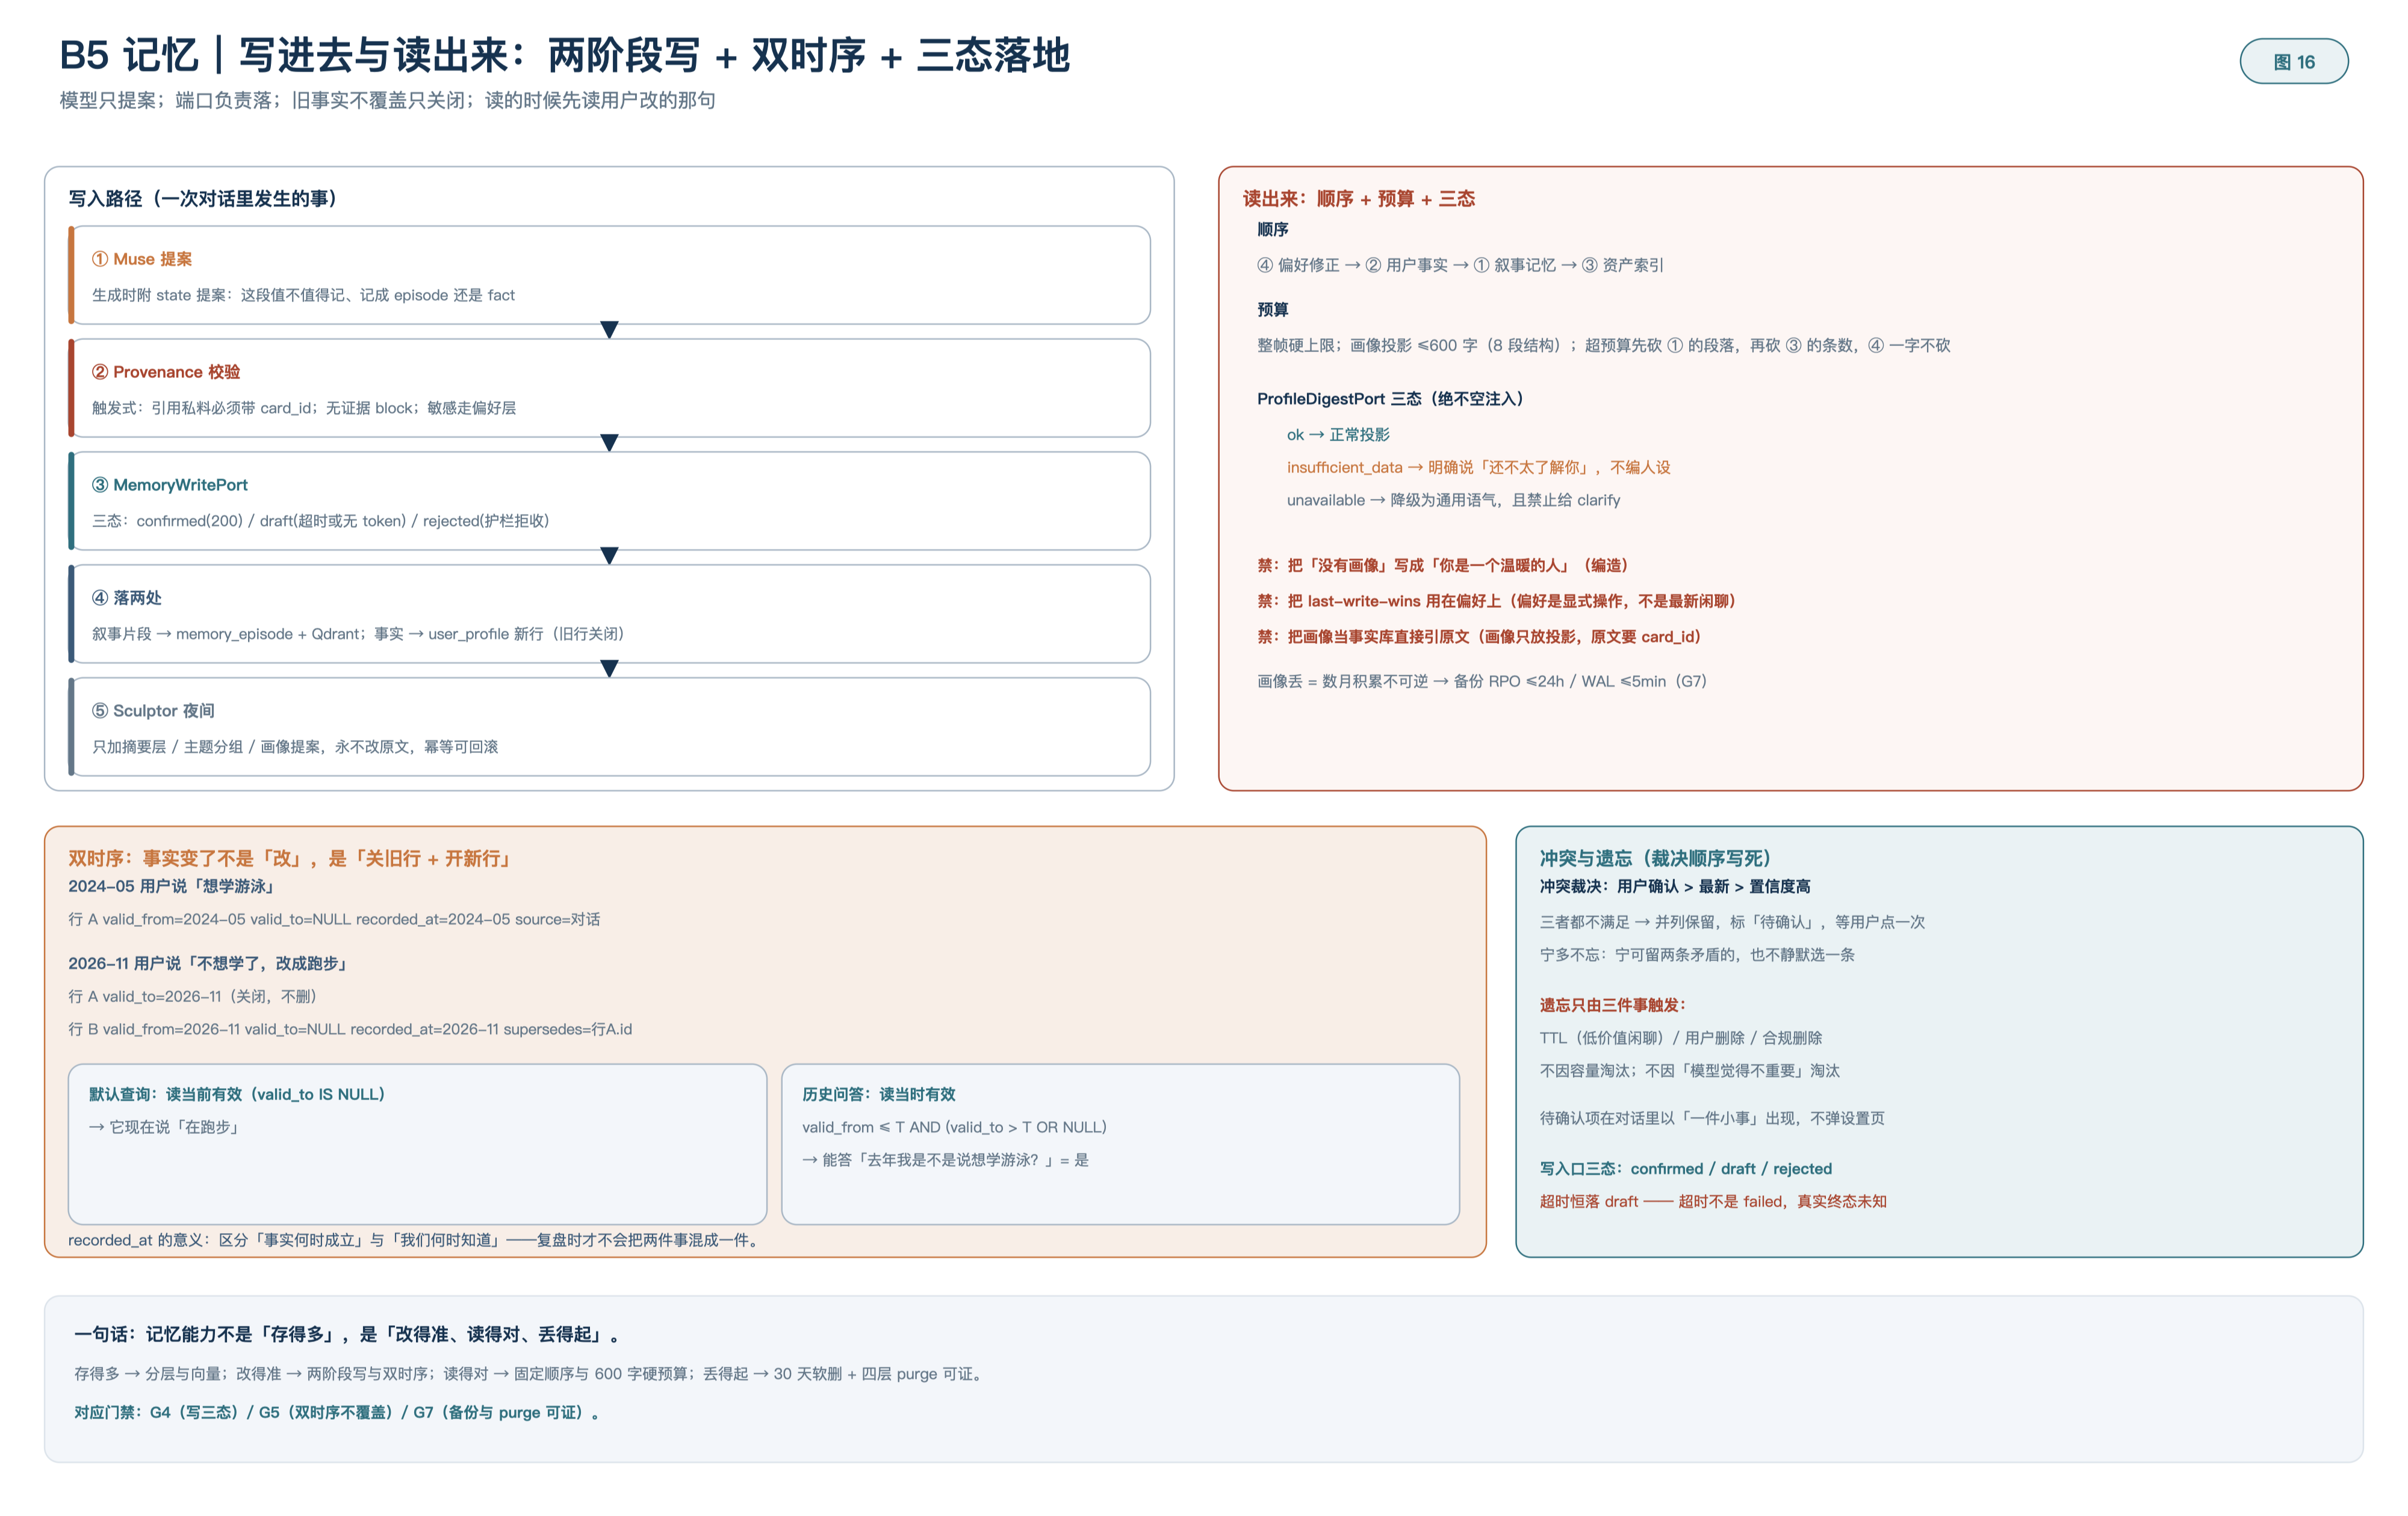 B5 记忆｜写进去与读出来：两阶段写 + 双时序 + 三态落地
图 16
模型只提案；端口负责落；旧事实不覆盖只关闭；读的时候先读用户改的那句
写入路径（一次对话里发生的事）
① Muse 提案
生成时附 state 提案：这段值不值得记、记成 episode 还是 fact
② Provenance 校验
触发式：引用私料必须带 card_id；无证据 block；敏感走偏好层
③ MemoryWritePort
三态：confirmed(200) / draft(超时或无 token) / rejected(护栏拒收)
④ 落两处
叙事片段 → memory_episode + Qdrant；事实 → user_profile 新行（旧行关闭）
⑤ Sculptor 夜间
只加摘要层 / 主题分组 / 画像提案，永不改原文，幂等可回滚
读出来：顺序 + 预算 + 三态
顺序
④ 偏好修正 → ② 用户事实 → ① 叙事记忆 → ③ 资产索引
预算
整帧硬上限；画像投影 ≤600 字（8 段结构）；超预算先砍 ① 的段落，再砍 ③ 的条数，④ 一字不砍
ProfileDigestPort 三态（绝不空注入）
ok → 正常投影
insufficient_data → 明确说「还不太了解你」，不编人设
unavailable → 降级为通用语气，且禁止给 clarify
禁：把「没有画像」写成「你是一个温暖的人」（编造）
禁：把 last-write-wins 用在偏好上（偏好是显式操作，不是最新闲聊）
禁：把画像当事实库直接引原文（画像只放投影，原文要 card_id）
画像丢 = 数月积累不可逆 → 备份 RPO ≤24h / WAL ≤5min（G7）
双时序：事实变了不是「改」，是「关旧行 + 开新行」
2024-05 用户说「想学游泳」
行 A valid_from=2024-05 valid_to=NULL recorded_at=2024-05 source=对话
2026-11 用户说「不想学了，改成跑步」
行 A valid_to=2026-11（关闭，不删）
行 B valid_from=2026-11 valid_to=NULL recorded_at=2026-11 supersedes=行A.id
默认查询：读当前有效（valid_to IS NULL）
→ 它现在说「在跑步」
历史问答：读当时有效
valid_from ≤ T AND (valid_to > T OR NULL)
→ 能答「去年我是不是说想学游泳？」= 是
recorded_at 的意义：区分「事实何时成立」与「我们何时知道」——复盘时才不会把两件事混成一件。
冲突与遗忘（裁决顺序写死）
冲突裁决：用户确认 > 最新 > 置信度高
三者都不满足 → 并列保留，标「待确认」，等用户点一次
宁多不忘：宁可留两条矛盾的，也不静默选一条
遗忘只由三件事触发：
TTL（低价值闲聊）/ 用户删除 / 合规删除
不因容量淘汰；不因「模型觉得不重要」淘汰
待确认项在对话里以「一件小事」出现，不弹设置页
写入口三态：confirmed / draft / rejected
超时恒落 draft —— 超时不是 failed，真实终态未知
一句话：记忆能力不是「存得多」，是「改得准、读得对、丢得起」。
存得多 → 分层与向量；改得准 → 两阶段写与双时序；读得对 → 固定顺序与 600 字硬预算；丢得起 → 30 天软删 + 四层 purge 可证。
对应门禁：G4（写三态）/ G5（双时序不覆盖）/ G7（备份与 purge 可证）。